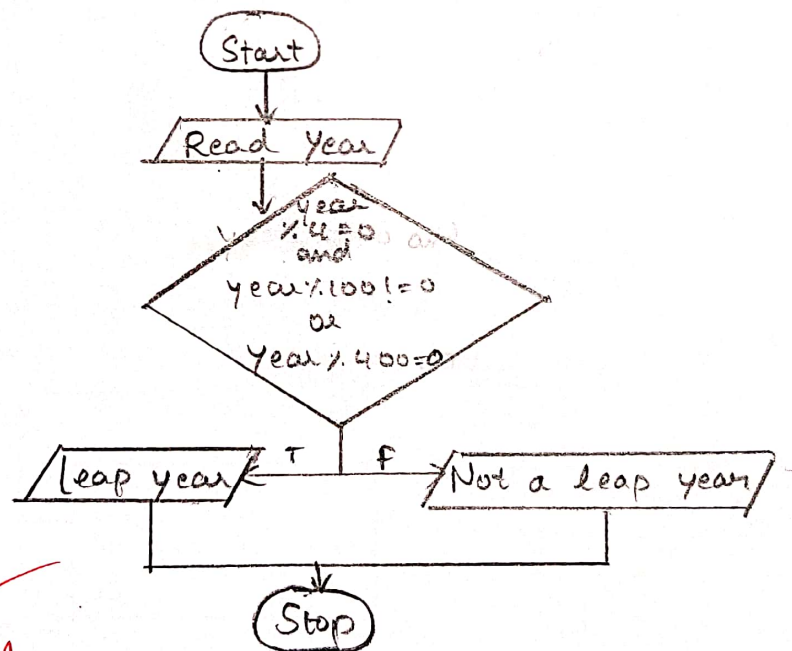 Start
Read Year
year
%4=0
and
year%100!=0
or
Year%400=0
T F
leap year
Not a leap year
Stop